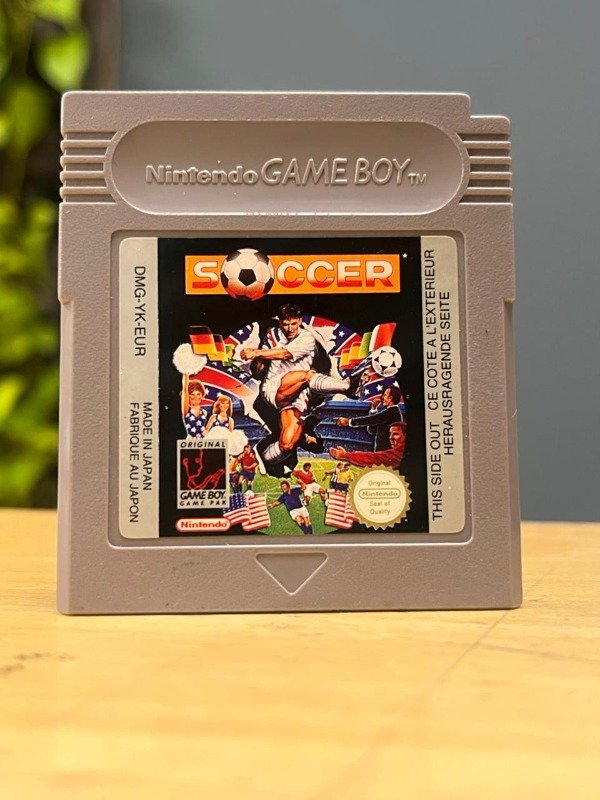 Nintendo GAME BOY TM
SOCCER*
DMG-YK-EUR
MADE IN JAPAN
FABRIQUE AU JAPON
THIS SIDE OUT CE COTE A L'EXTERIEUR
HERAUSRAGENDE SEITE
ORIGINAL
GAME BOY
GAME PAK
Nintendo
Original
Nintendo
Seal of
Quality